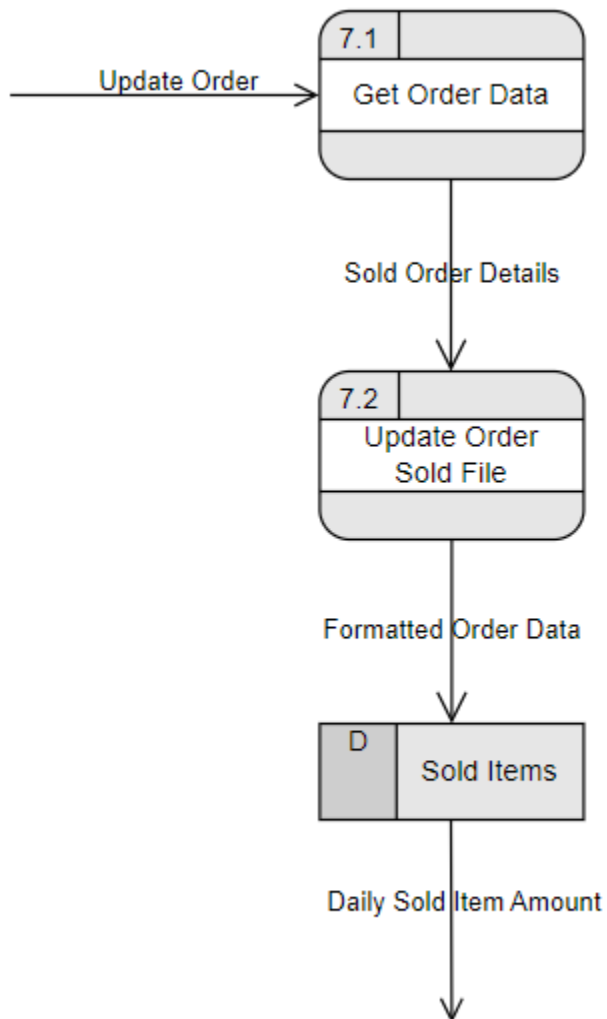 7.1
Update Order
Get Order Data
Sold Order Details
7.2
Update Order
Sold File
Formatted Order Data
D
Sold Items
Daily Sold Item Amount